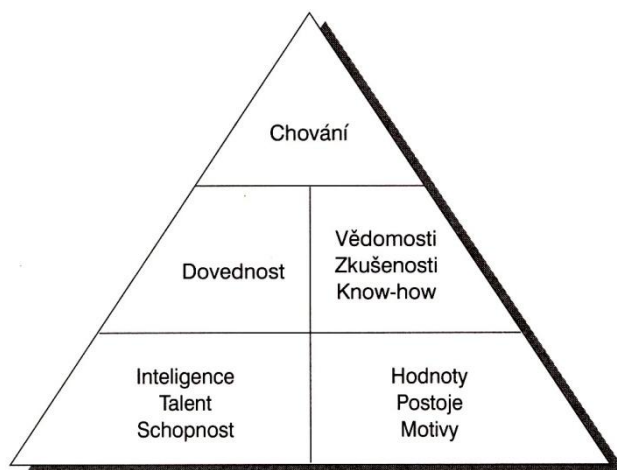 Chování
Dovednost
Vědomosti
Zkušenosti
Know-how
Inteligence
Talent
Schopnost
Hodnoty
Postoje
Motivy